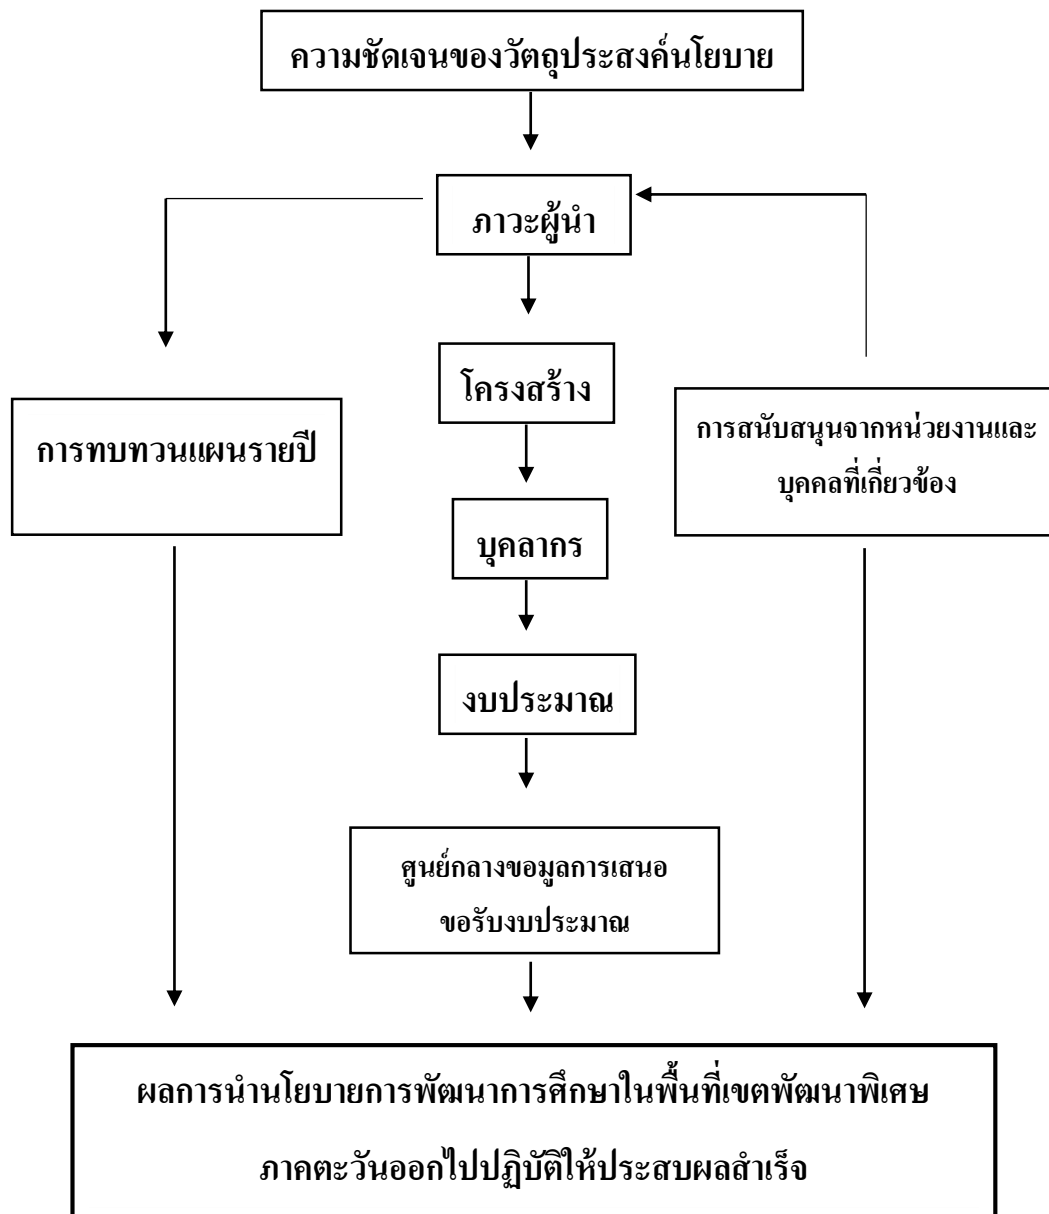 ความชัดเจนของวัตถุประสงค์นโยบาย
ภาวะผู้นำ
โครงสร้าง
การทบทวนแผนรายปี
การสนับสนุนจากหน่วยงานและ
บุคคลที่เกี่ยวข้อง
บุคลากร
งบประมาณ
ศูนย์กลางขอมูลการเสนอ
ขอรับงบประมาณ
ผลการนำนโยบายการพัฒนาการศึกษาในพื้นที่เขตพัฒนาพิเศษ
ภาคตะวันออกไปปฏิบัติให้ประสบผลสำเร็จ